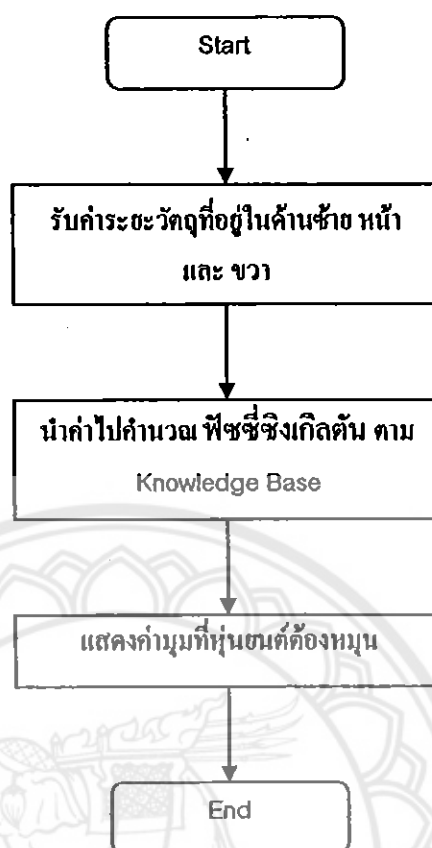 Start
รับค่าระยะวัตถุที่อยู่ในด้านซ้าย หน้า
และ ขวา
นำค่าไปคำนวณ ฟัซซี่ซิงเกิลตัน ตาม
Knowledge Base
แสดงค่ามุมที่หุ่นยนต์ต้องหมุน
End